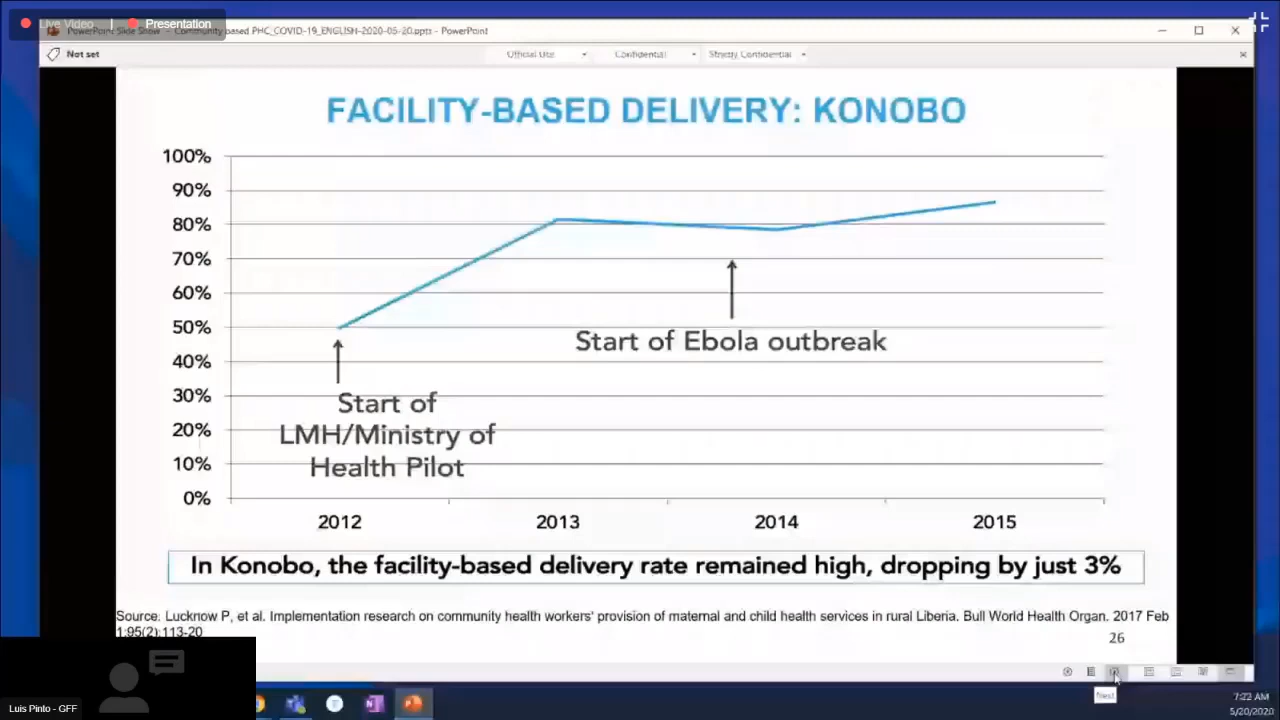 Live Video | Presentation
PowerPoint Slide Show - Community based PHC_COVID-19_ENGLISH-2020-05-20.pptx - PowerPoint
Not set
Official Use
Confidential
Strictly Confidential
FACILITY-BASED DELIVERY: KONOBO
100%
90%
80%
70%
60%
50%
40%
30%
20%
10%
0%
Start of Ebola outbreak
Start of
LMH/Ministry of
Health Pilot
2012
2013
2014
2015
In Konobo, the facility-based delivery rate remained high, dropping by just 3%
Source: Lucknow P, et al. Implementation research on community health workers' provision of maternal and child health services in rural Liberia. Bull World Health Organ. 2017 Feb
1;95(2):113-20
26
Next
Luis Pinto - GFF
7:22 AM
5/20/2020